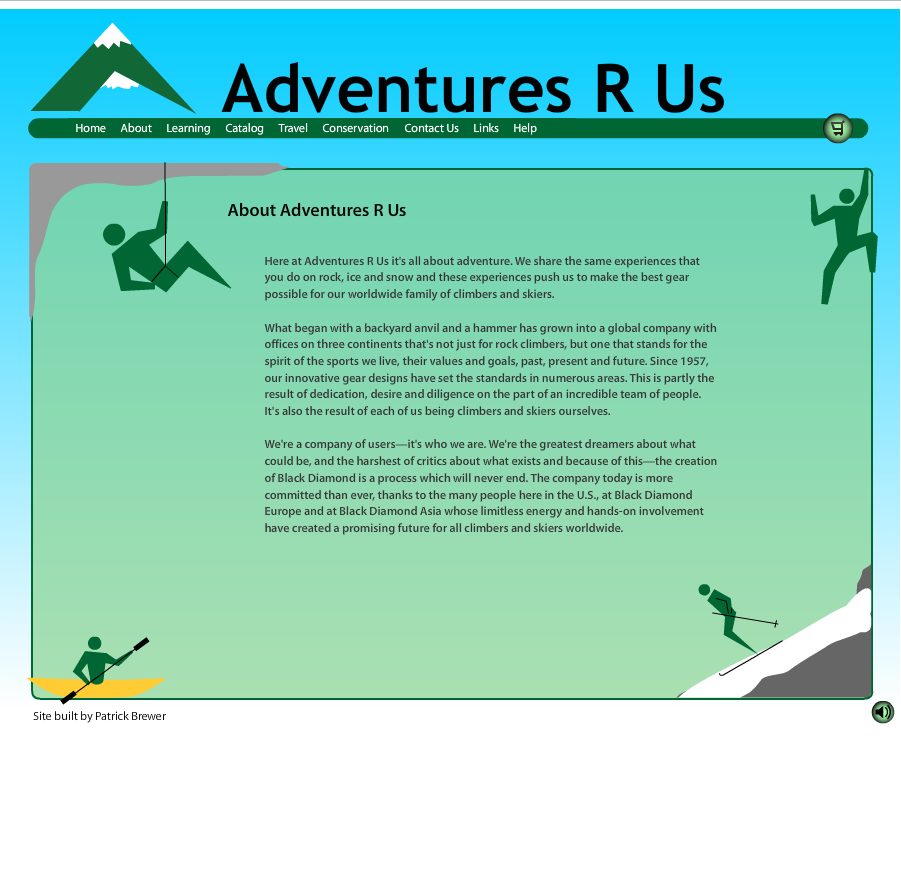 Adventures R Us
Home About Learning Catalog Travel Conservation Contact Us Links Help
About Adventures R Us
Here at Adventures R Us it's all about adventure. We share the same experiences that
you do on rock, ice and snow and these experiences push us to make the best gear
possible for our worldwide family of climbers and skiers.
What began with a backyard anvil and a hammer has grown into a global company with
offices on three continents that's not just for rock climbers, but one that stands for the
spirit of the sports we live, their values and goals, past, present and future. Since 1957,
our innovative gear designs have set the standards in numerous areas. This is partly the
result of dedication, desire and diligence on the part of an incredible team of people.
It's also the result of each of us being climbers and skiers ourselves.
We're a company of users—it's who we are. We're the greatest dreamers about what
could be, and the harshest of critics about what exists and because of this—the creation
of Black Diamond is a process which will never end. The company today is more
committed than ever, thanks to the many people here in the U.S., at Black Diamond
Europe and at Black Diamond Asia whose limitless energy and hands-on involvement
have created a promising future for all climbers and skiers worldwide.
Site built by Patrick Brewer